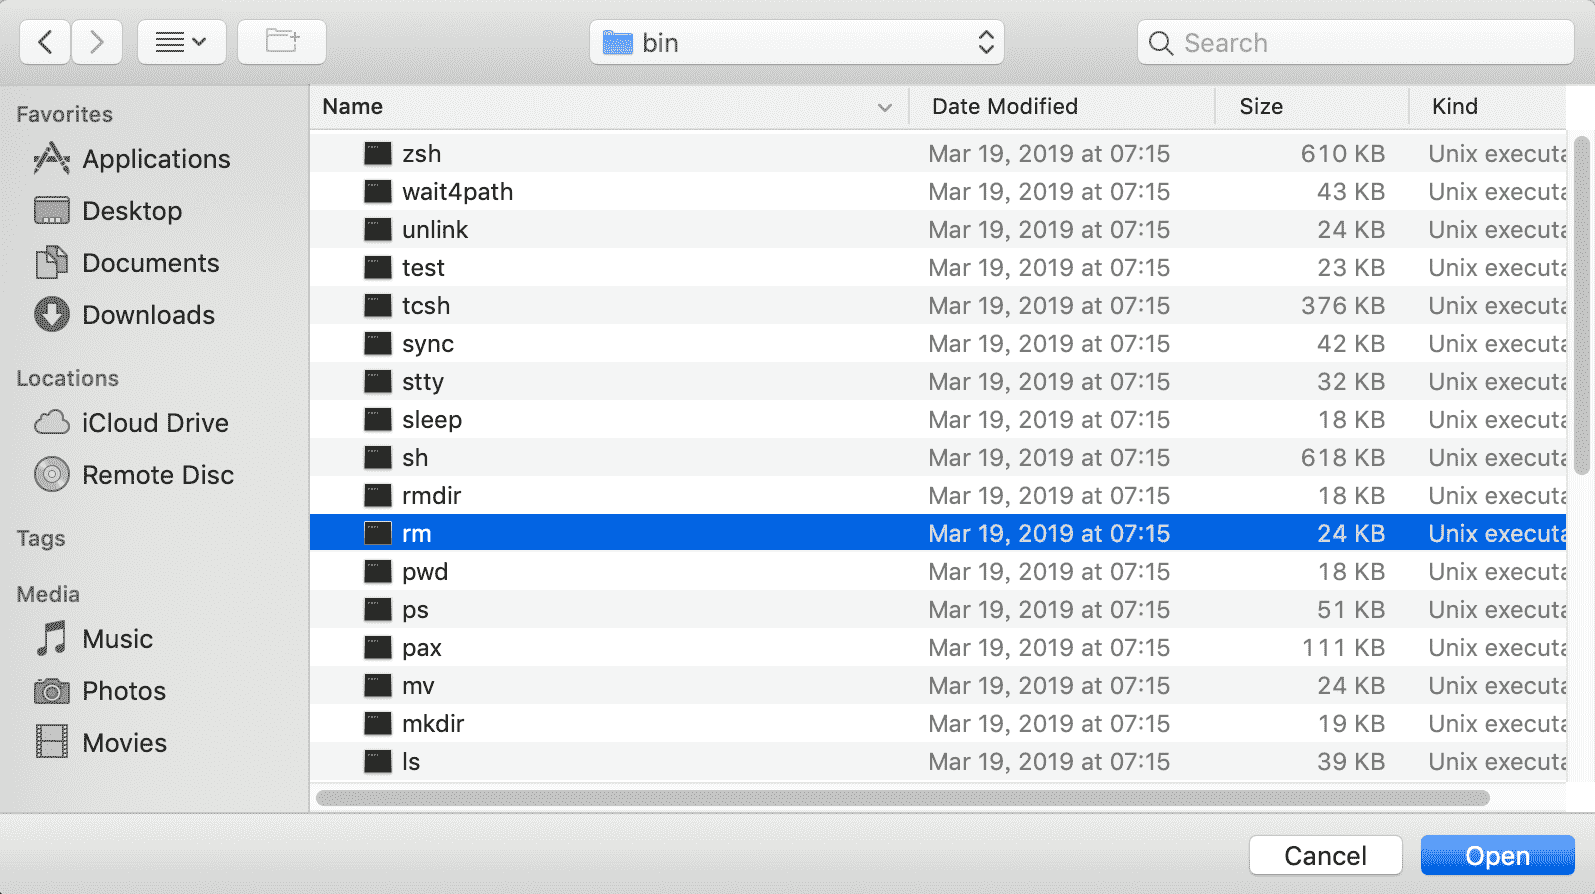 bin
Search
Favorites
Applications
Desktop
Documents
Downloads
Locations
iCloud Drive
Remote Disc
Tags
Media
Music
Photos
Movies
Name Date Modified Size Kind
zsh Mar 19, 2019 at 07:15 610 KB Unix executa
wait4path Mar 19, 2019 at 07:15 43 KB Unix executa
unlink Mar 19, 2019 at 07:15 24 KB Unix executa
test Mar 19, 2019 at 07:15 23 KB Unix executa
tcsh Mar 19, 2019 at 07:15 376 KB Unix executa
sync Mar 19, 2019 at 07:15 42 KB Unix executa
stty Mar 19, 2019 at 07:15 32 KB Unix executa
sleep Mar 19, 2019 at 07:15 18 KB Unix executa
sh Mar 19, 2019 at 07:15 618 KB Unix executa
rmdir Mar 19, 2019 at 07:15 18 KB Unix executa
rm Mar 19, 2019 at 07:15 24 KB Unix executa
pwd Mar 19, 2019 at 07:15 18 KB Unix executa
ps Mar 19, 2019 at 07:15 51 KB Unix executa
pax Mar 19, 2019 at 07:15 111 KB Unix executa
mv Mar 19, 2019 at 07:15 24 KB Unix executa
mkdir Mar 19, 2019 at 07:15 19 KB Unix executa
ls Mar 19, 2019 at 07:15 39 KB Unix executa
Cancel Open